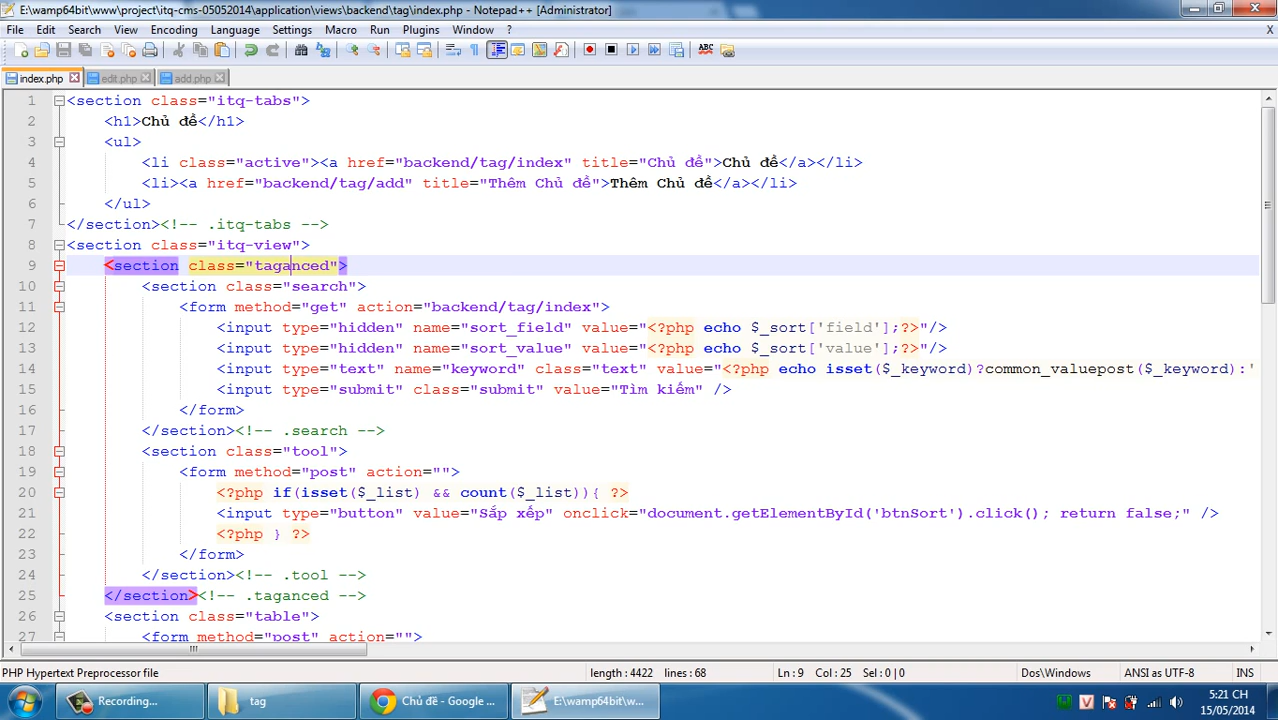 E:\wamp64bit\www\project\itq-cms-05052014\application\views\backend\tag\index.php - Notepad++ [Administrator]
File Edit Search View Encoding Language Settings Macro Run Plugins Window ? X
index.php edit.php add.php
1 <section class="itq-tabs">
2 <h1>Chủ đề</h1>
3 <ul>
4 <li class="active"><a href="backend/tag/index" title="Chủ đề">Chủ đề</a></li>
5 <li><a href="backend/tag/add" title="Thêm Chủ đề">Thêm Chủ đề</a></li>
6 </ul>
7 </section><!-- .itq-tabs -->
8 <section class="itq-view">
9 <section class="taganced">
10 <section class="search">
11 <form method="get" action="backend/tag/index">
12 <input type="hidden" name="sort_field" value="<?php echo $_sort['field'];?>"/>
13 <input type="hidden" name="sort_value" value="<?php echo $_sort['value'];?>"/>
14 <input type="text" name="keyword" class="text" value="<?php echo isset($_keyword)?common_valuepost($_keyword):'
15 <input type="submit" class="submit" value="Tìm kiếm" />
16 </form>
17 </section><!-- .search -->
18 <section class="tool">
19 <form method="post" action="">
20 <?php if(isset($_list) && count($_list)){ ?>
21 <input type="button" value="Sắp xếp" onclick="document.getElementById('btnSort').click(); return false;" />
22 <?php } ?>
23 </form>
24 </section><!-- .tool -->
25 </section><!-- .taganced -->
26 <section class="table">
27 <form method="post" action="">
PHP Hypertext Preprocessor file length : 4422 lines : 68 Ln : 9 Col : 25 Sel : 0 | 0 Dos\Windows ANSI as UTF-8 INS
Recording... tag Chủ đề - Google ... E:\wamp64bit\w... 5:21 CH
15/05/2014